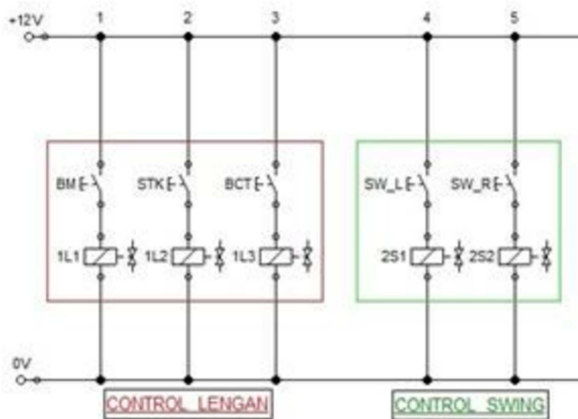 +12V
1 2 3 4 5
BM STK BCT SW_L SW_R
1L1 1L2 1L3 2S1 2S2
0V
CONTROL LENGAN CONTROL SWING